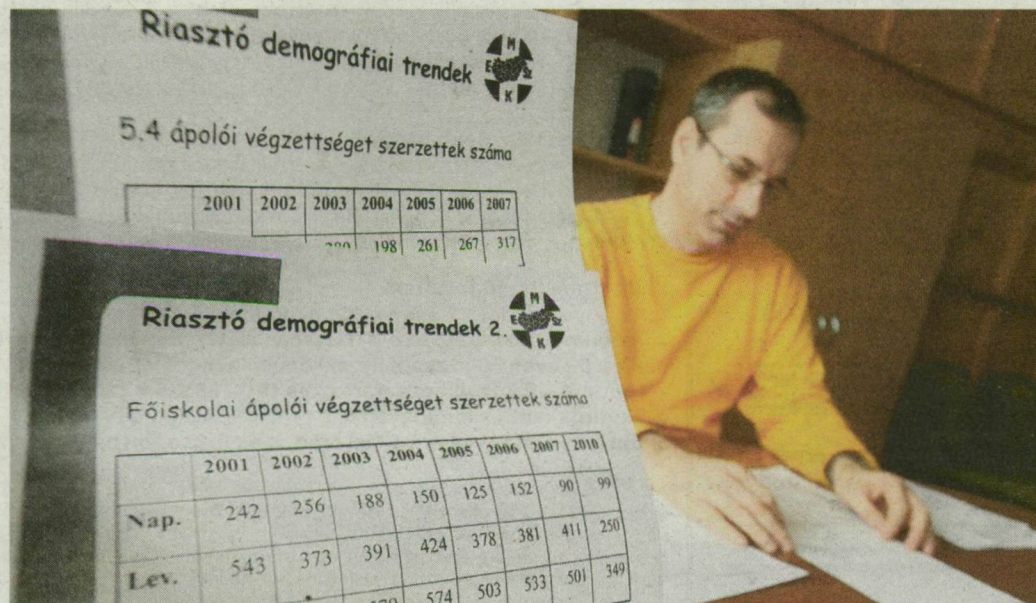 Riasztó demográfiai trendek
M
E SZ
K
5.4 ápolói végzettséget szerzettek száma
2001 2002 2003 2004 2005 2006 2007
198 261 267 317
Riasztó demográfiai trendek 2.
M
E SZ
K
Főiskolai ápolói végzettséget szerzettek száma
2001 2002 2003 2004 2005 2006 2007 2010
Nap. 242 256 188 150 125 152 90 99
Lev. 543 373 391 424 378 381 411 250
574 503 533 501 349